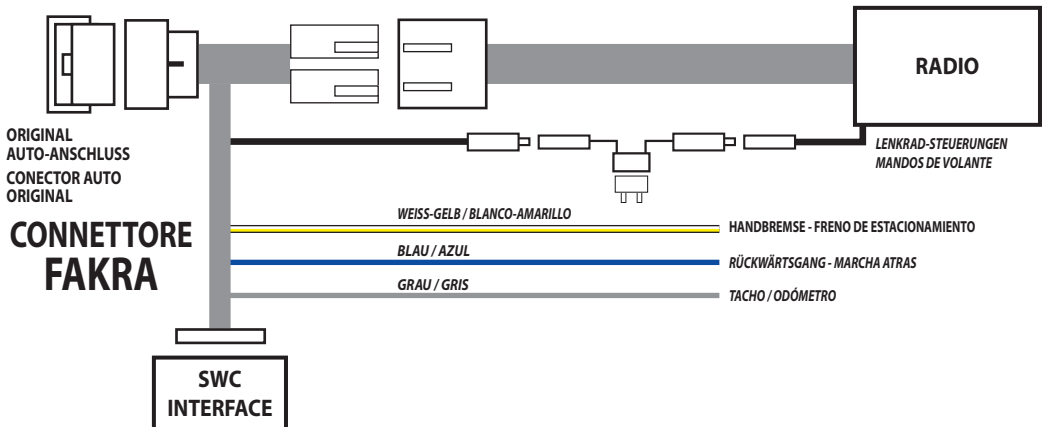 RADIO
ORIGINAL
AUTO-ANSCHLUSS
CONECTOR AUTO
ORIGINAL
LENKRAD-STEUERUNGEN
MANDOS DE VOLANTE
CONNETTORE
FAKRA
WEISS-GELB / BLANCO-AMARILLO
HANDBREMSE - FRENO DE ESTACIONAMIENTO
BLAU / AZUL
RÜCKWÄRTSGANG - MARCHA ATRAS
GRAU / GRIS
TACHO / ODÓMETRO
SWC
INTERFACE